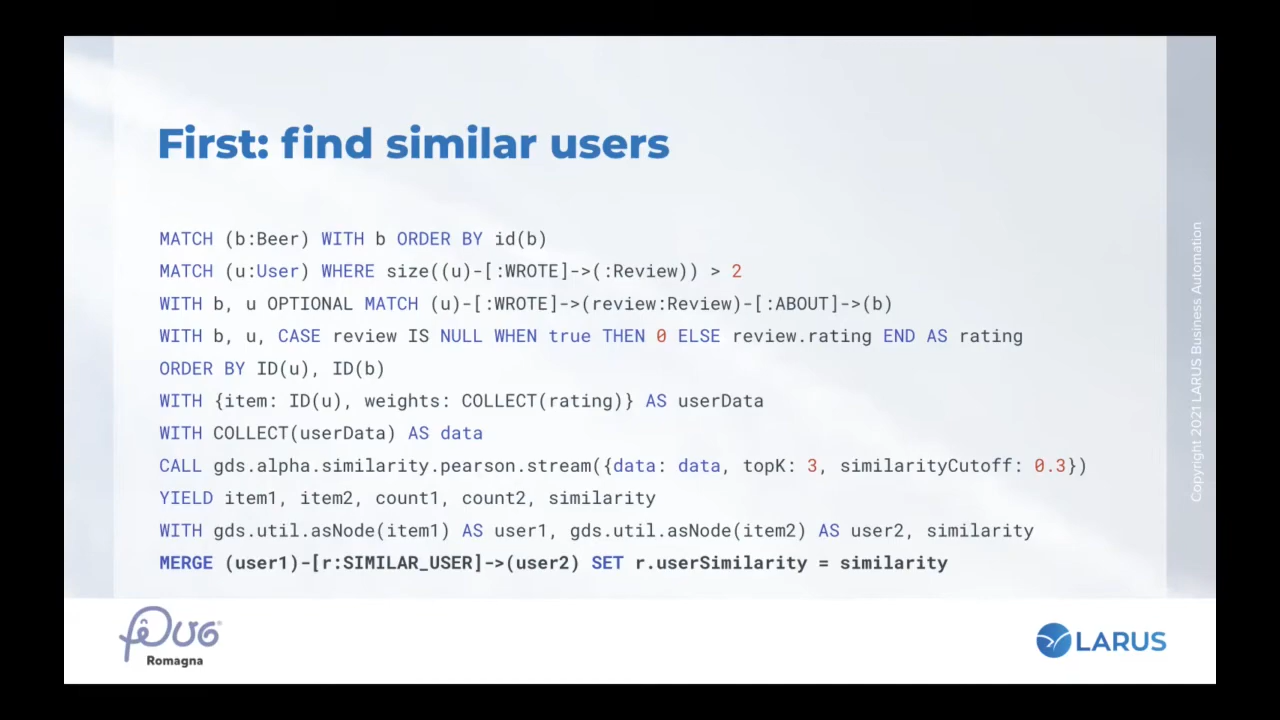 First: find similar users
MATCH (b:Beer) WITH b ORDER BY id(b)
MATCH (u:User) WHERE size((u)-[:WROTE]->(:Review)) > 2
WITH b, u OPTIONAL MATCH (u)-[:WROTE]->(review:Review)-[:ABOUT]->(b)
WITH b, u, CASE review IS NULL WHEN true THEN 0 ELSE review.rating END AS rating
ORDER BY ID(u), ID(b)
WITH {item: ID(u), weights: COLLECT(rating)} AS userData
WITH COLLECT(userData) AS data
CALL gds.alpha.similarity.pearson.stream({data: data, topK: 3, similarityCutoff: 0.3})
YIELD item1, item2, count1, count2, similarity
WITH gds.util.asNode(item1) AS user1, gds.util.asNode(item2) AS user2, similarity
MERGE (user1)-[r:SIMILAR_USER]->(user2) SET r.userSimilarity = similarity
Copyright 2021 LARUS Business Automation
PUG
Romagna
LARUS